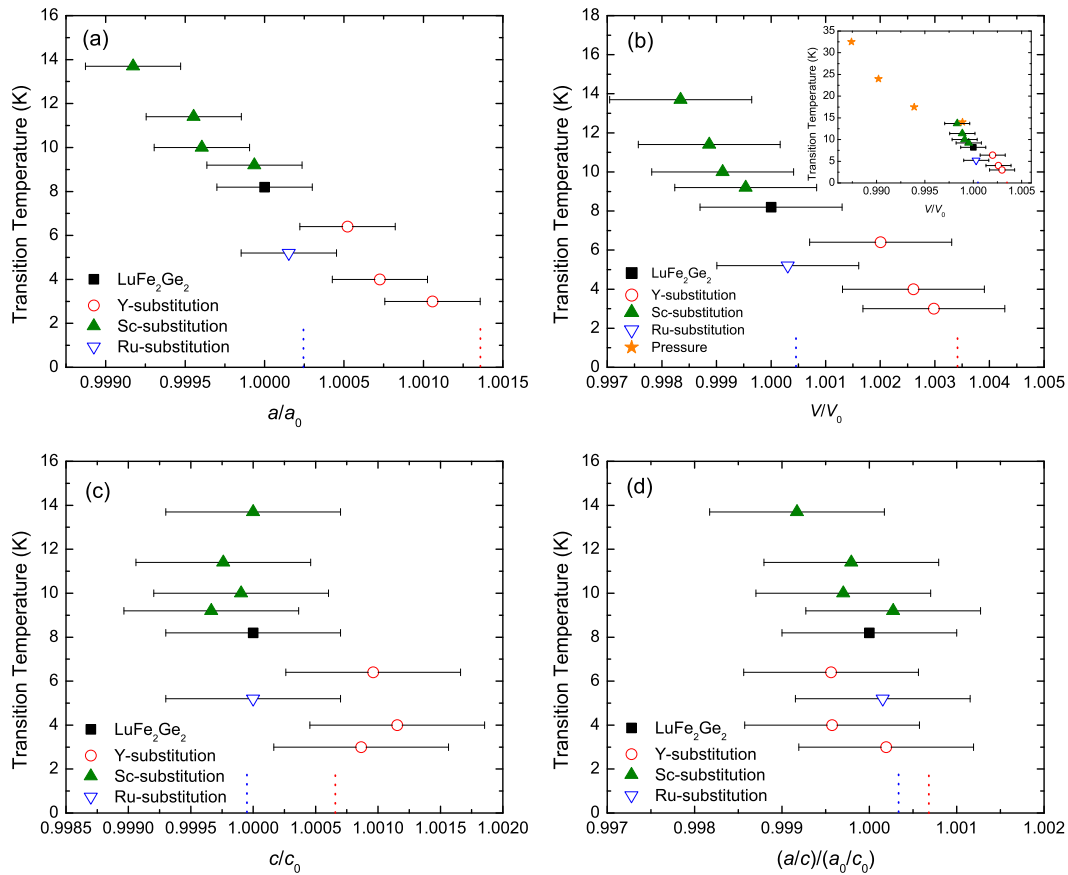 (a)
Transition Temperature (K)
16
14
12
10
8
6
4
2
0
LuFe2Ge2
Y-substitution
Sc-substitution
Ru-substitution
0.9990 0.9995 1.0000 1.0005 1.0010 1.0015
a/a0
(b)
Transition Temperature (K)
18
16
14
12
10
8
6
4
2
0
LuFe2Ge2
Y-substitution
Sc-substitution
Ru-substitution
Pressure
0.997 0.998 0.999 1.000 1.001 1.002 1.003 1.004 1.005
V/V0
Transition Temperature (K)
35
30
25
20
15
10
5
0
0.990 0.995 1.000 1.005
V/V0
(c)
Transition Temperature (K)
16
14
12
10
8
6
4
2
0
LuFe2Ge2
Y-substitution
Sc-substitution
Ru-substitution
0.9985 0.9990 0.9995 1.0000 1.0005 1.0010 1.0015 1.0020
c/c0
(d)
Transition Temperature (K)
16
14
12
10
8
6
4
2
0
LuFe2Ge2
Y-substitution
Sc-substitution
Ru-substitution
0.997 0.998 0.999 1.000 1.001 1.002
(a/c)/(a0/c0)